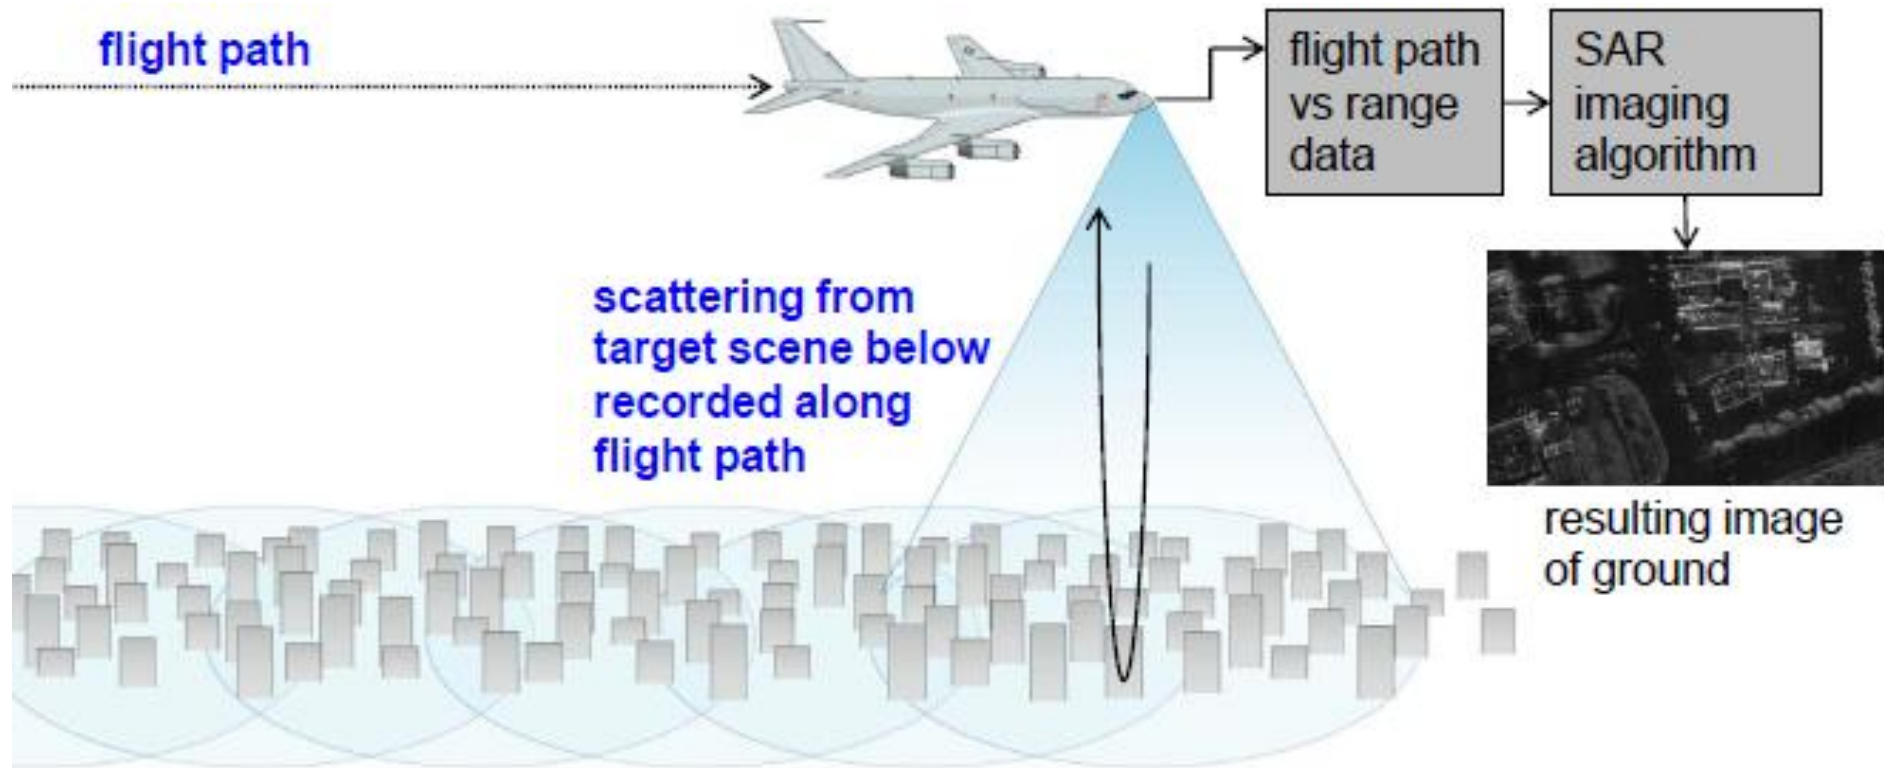 flight path
flight path
vs range
data
SAR
imaging
algorithm
scattering from
target scene below
recorded along
flight path
resulting image
of ground